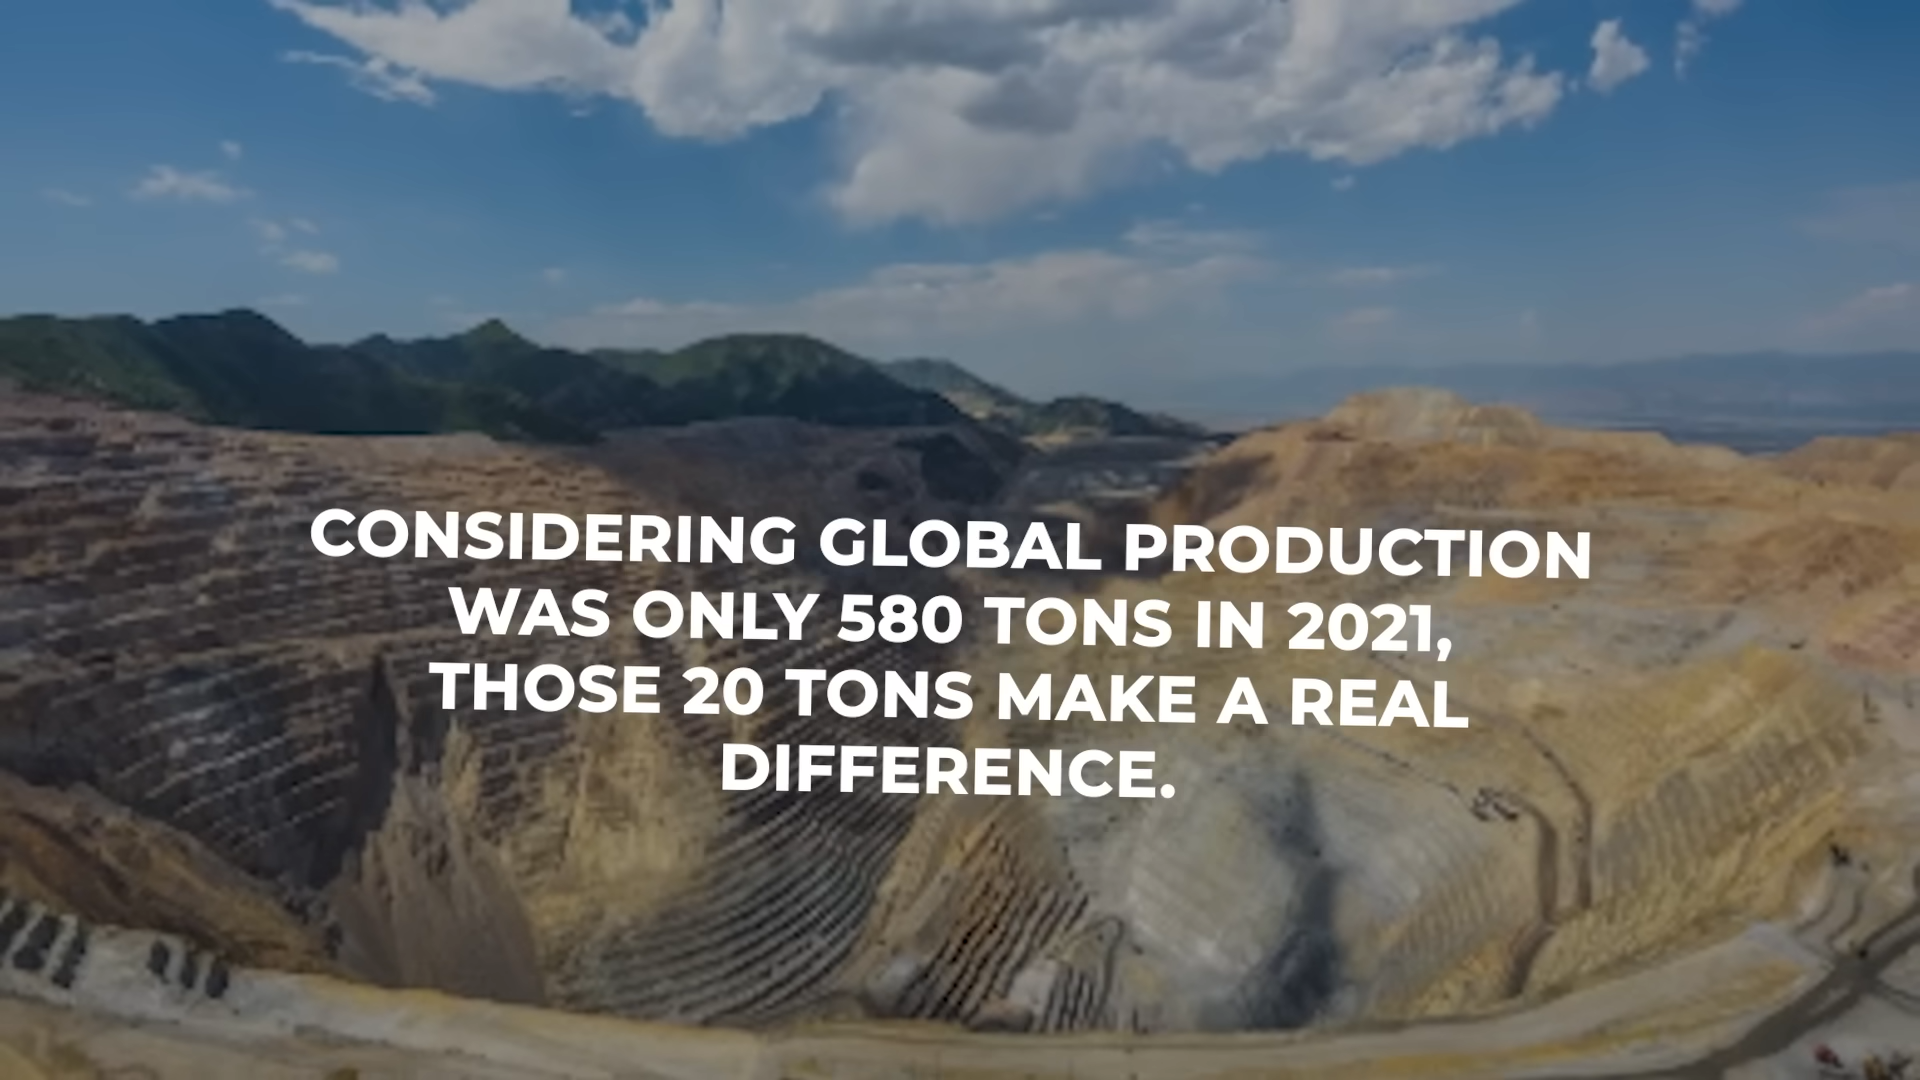 CONSIDERING GLOBAL PRODUCTION
WAS ONLY 580 TONS IN 2021,
THOSE 20 TONS MAKE A REAL
DIFFERENCE.